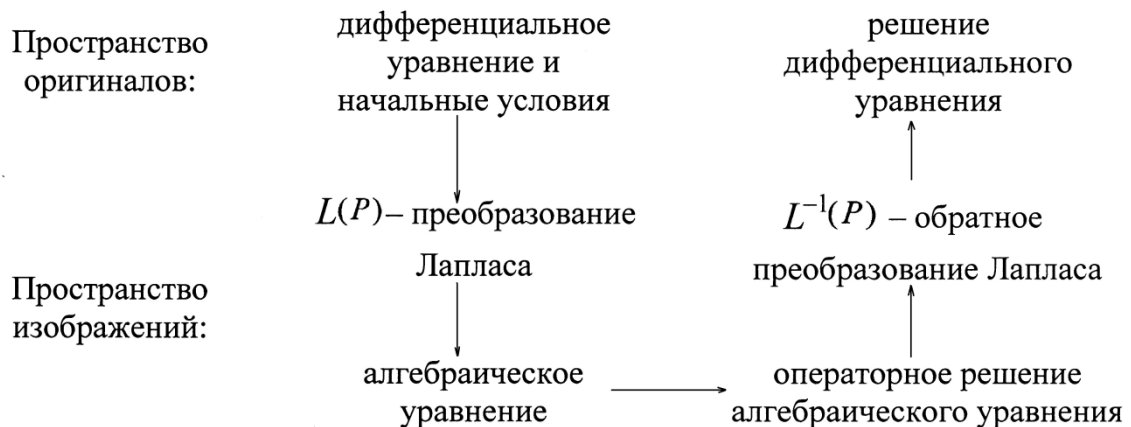 Пространство
оригиналов:
дифференциальное
уравнение и
начальные условия
решение
дифференциального
уравнения
L(P) – преобразование
Лапласа
L⁻¹(P) – обратное
преобразование Лапласа
Пространство
изображений:
алгебраическое
уравнение
операторное решение
алгебраического уравнения